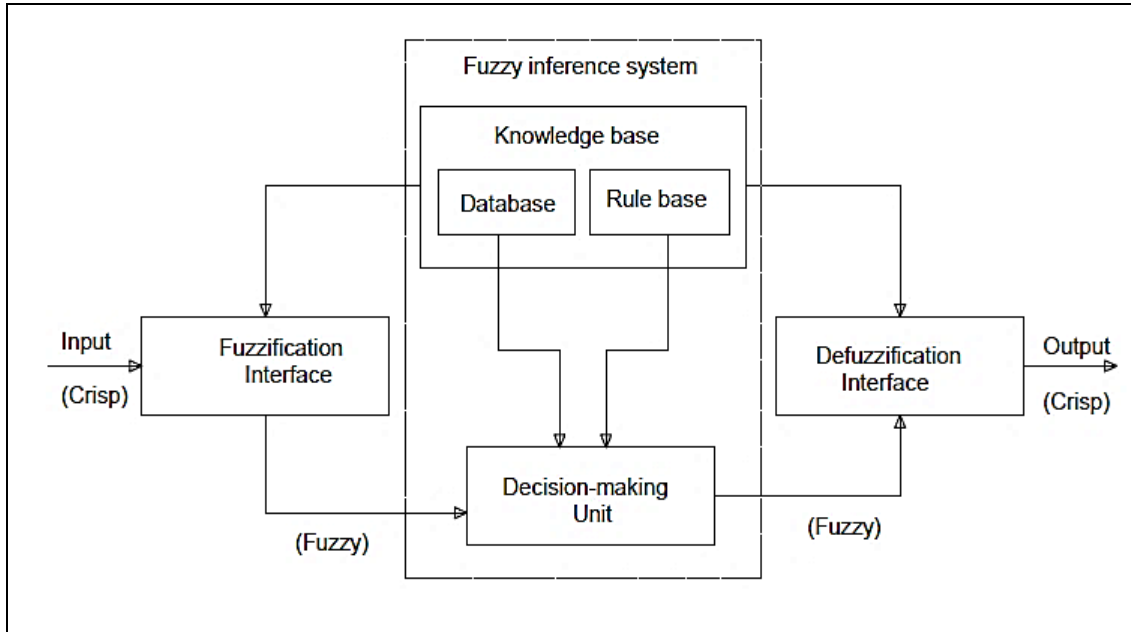 Fuzzy inference system
Knowledge base
Database
Rule base
Input
(Crisp)
Fuzzification
Interface
Defuzzification
Interface
Output
(Crisp)
Decision-making
Unit
(Fuzzy)
(Fuzzy)